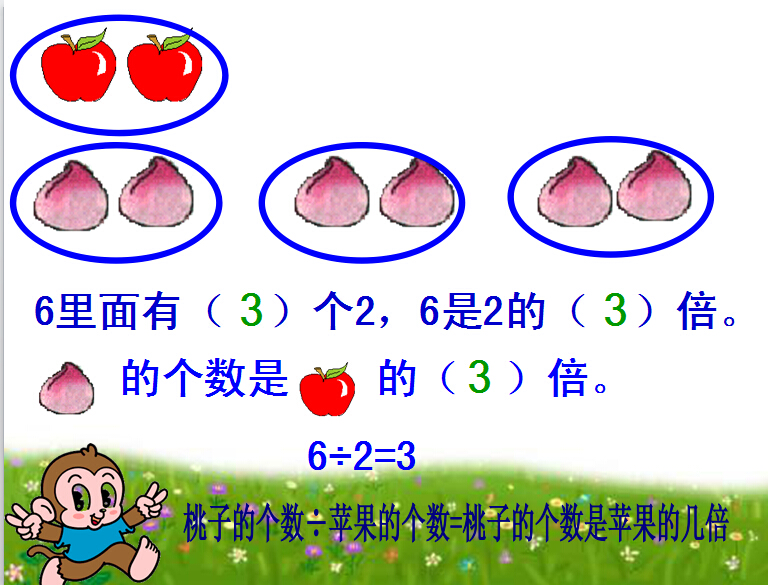 6里面有（3）个2，6是2的（3）倍。
的个数是 的（3）倍。
6÷2=3
桃子的个数÷苹果的个数=桃子的个数是苹果的几倍